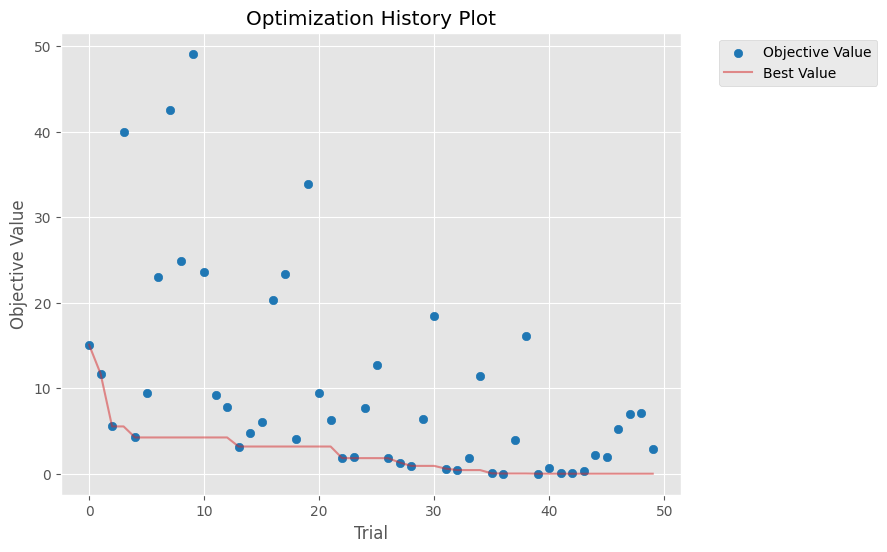 Optimization History Plot
Objective Value
Best Value
Objective Value
50
40
30
20
10
0
0 10 20 30 40 50
Trial